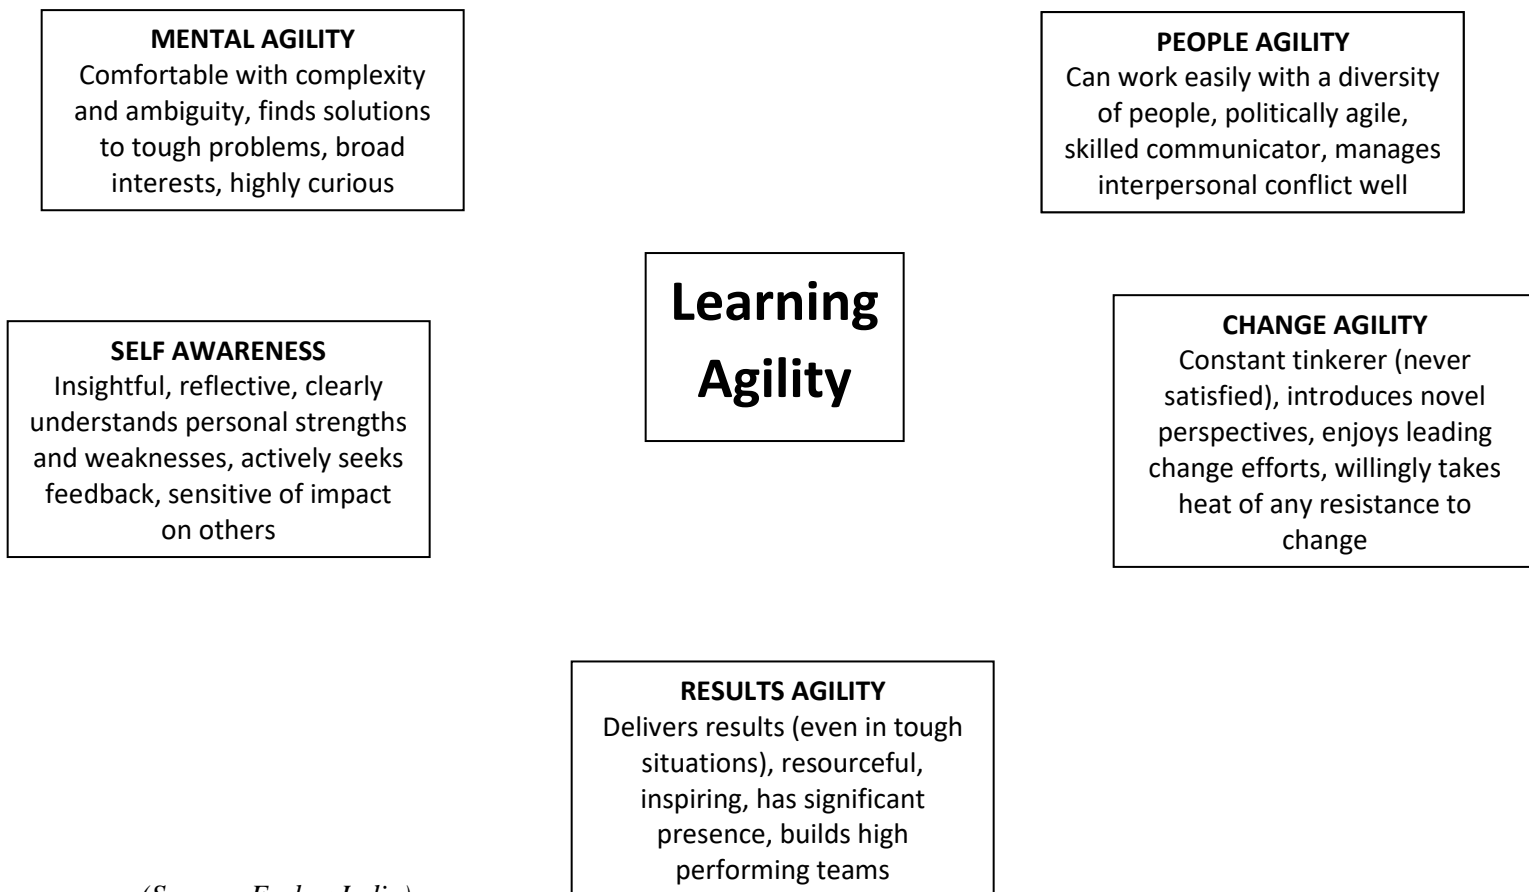 MENTAL AGILITY
Comfortable with complexity
and ambiguity, finds solutions
to tough problems, broad
interests, highly curious
PEOPLE AGILITY
Can work easily with a diversity
of people, politically agile,
skilled communicator, manages
interpersonal conflict well
Learning
Agility
SELF AWARENESS
Insightful, reflective, clearly
understands personal strengths
and weaknesses, actively seeks
feedback, sensitive of impact
on others
CHANGE AGILITY
Constant tinkerer (never
satisfied), introduces novel
perspectives, enjoys leading
change efforts, willingly takes
heat of any resistance to
change
RESULTS AGILITY
Delivers results (even in tough
situations), resourceful,
inspiring, has significant
presence, builds high
performing teams